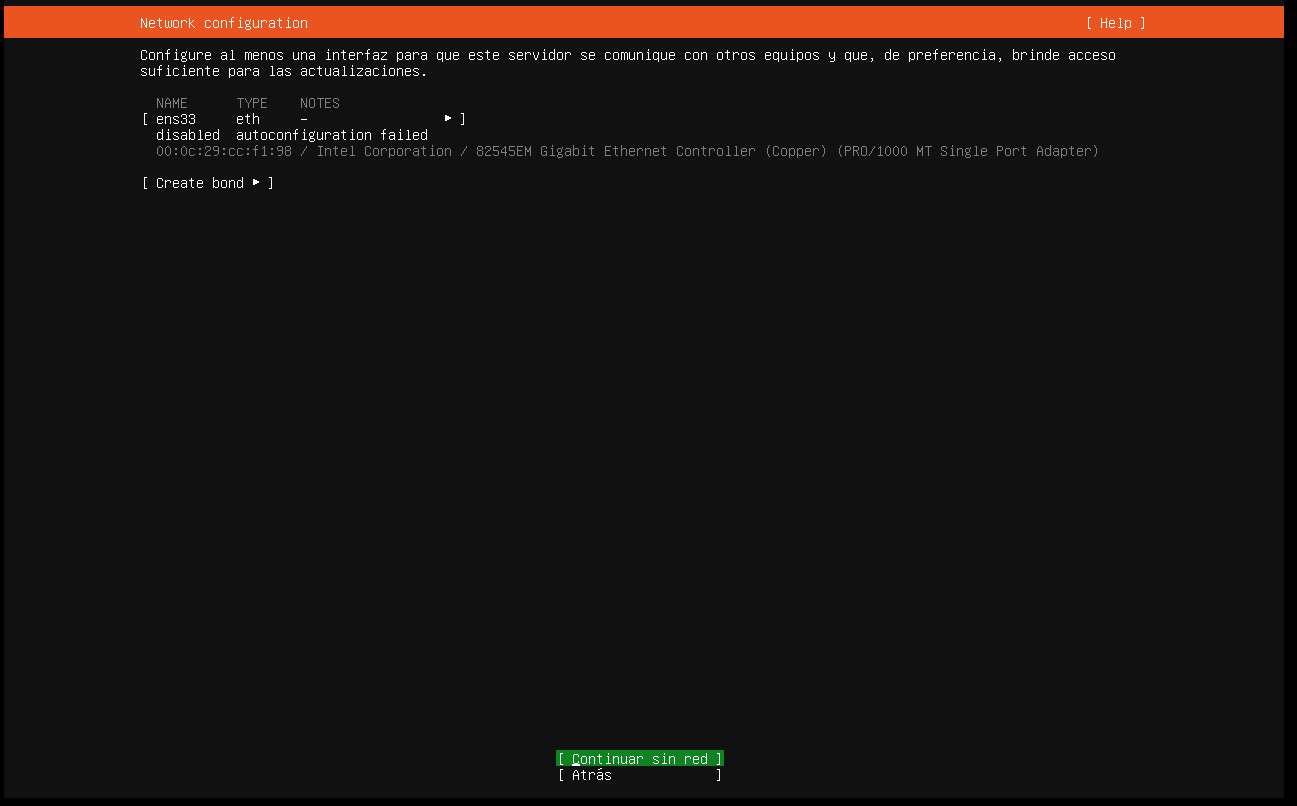 Network configuration [ Help ]
Configure al menos una interfaz para que este servidor se comunique con otros equipos y que, de preferencia, brinde acceso
suficiente para las actualizaciones.
NAME TYPE NOTES
[ ens33 eth – ▸ ]
disabled autoconfiguration failed
00:0c:29:cc:f1:98 / Intel Corporation / 82545EM Gigabit Ethernet Controller (Copper) (PRO/1000 MT Single Port Adapter)
[ Create bond ▸ ]
[ Continuar sin red ]
[ Atrás ]